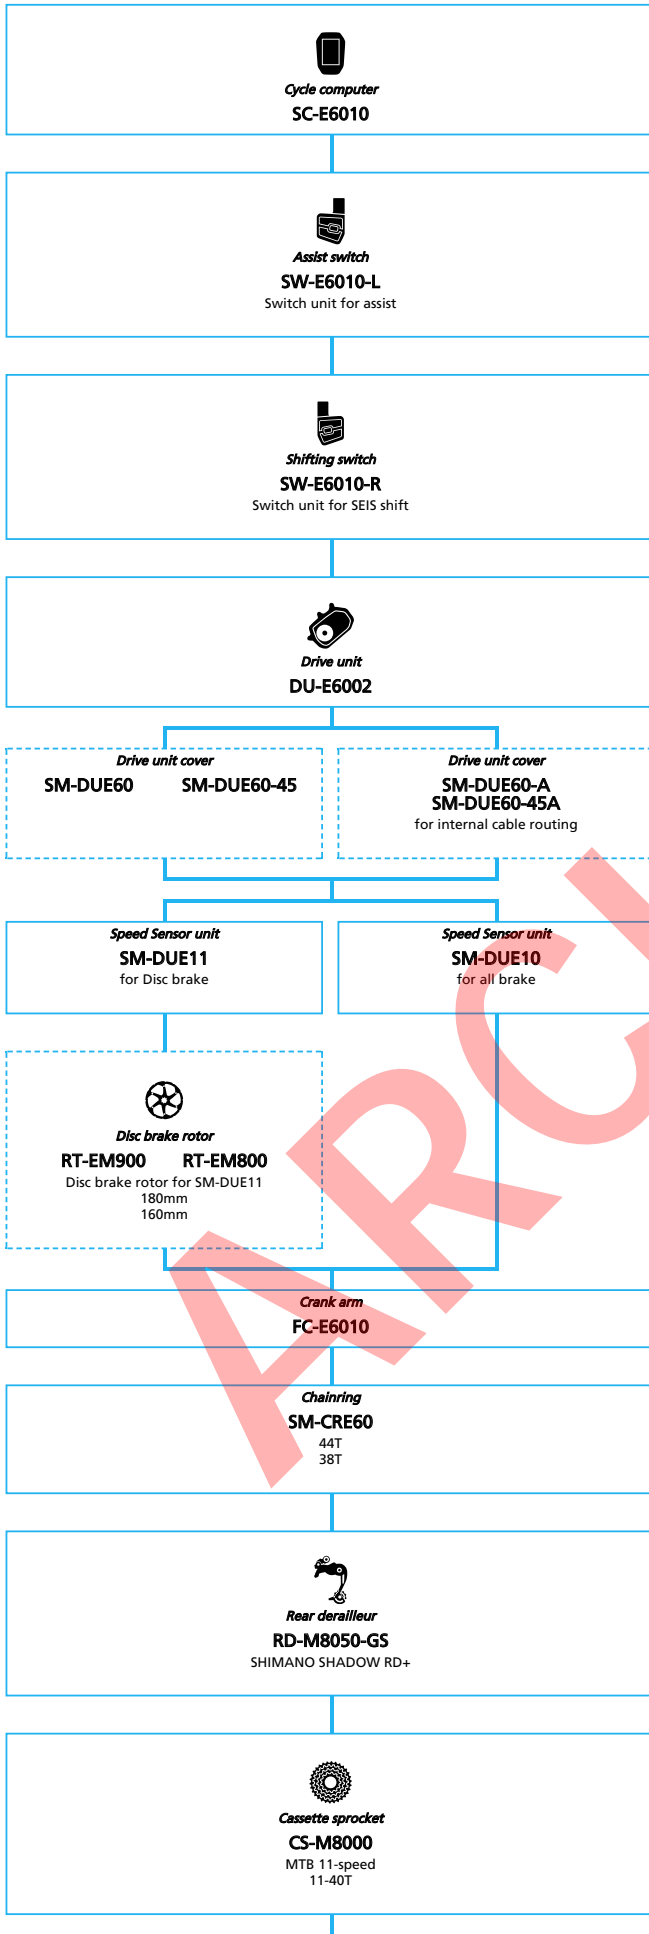 Cycle computer
SC-E6010
Assist switch
SW-E6010-L
Switch unit for assist
Shifting switch
SW-E6010-R
Switch unit for SEIS shift
Drive unit
DU-E6002
Drive unit cover
SM-DUE60 SM-DUE60-45
Drive unit cover
SM-DUE60-A
SM-DUE60-45A
for internal cable routing
Speed Sensor unit
SM-DUE11
for Disc brake
Speed Sensor unit
SM-DUE10
for all brake
Disc brake rotor
RT-EM900 RT-EM800
Disc brake rotor for SM-DUE11
180mm
160mm
Crank arm
FC-E6010
Chainring
SM-CRE60
44T
38T
Rear derailleur
RD-M8050-GS
SHIMANO SHADOW RD+
Cassette sprocket
CS-M8000
MTB 11-speed
11-40T